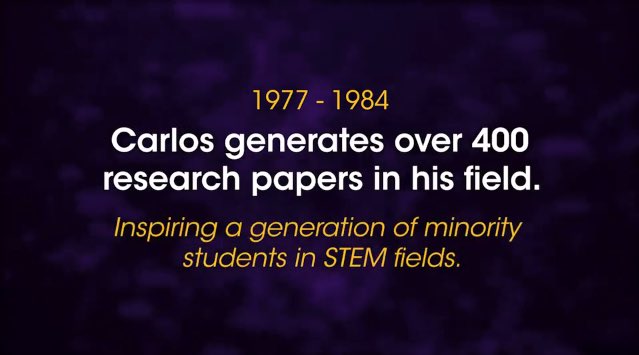 1977 - 1984
Carlos generates over 400
research papers in his field.
Inspiring a generation of minority
students in STEM fields.